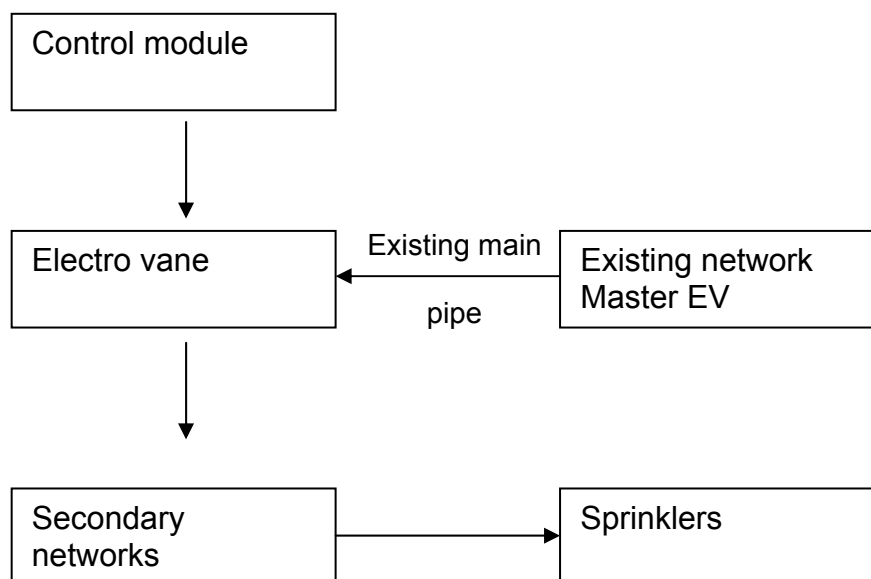 Control module
Electro vane
Existing main
pipe
Existing network
Master EV
Secondary
networks
Sprinklers